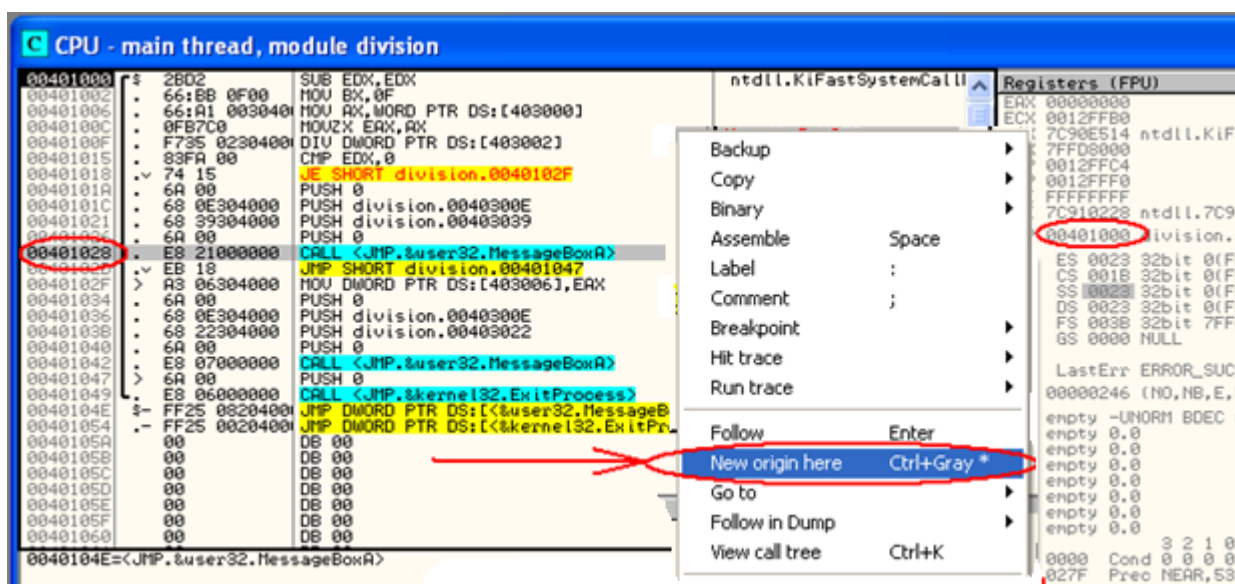 CPU - main thread, module division
00401000 $ 2BD2 SUB EDX,EDX
00401002 . 66:BB 0F00 MOV BX,0F
00401006 . 66:A1 00304000 MOV AX,WORD PTR DS:[403000]
0040100C . 0FB7C0 MOVZX EAX,AX
0040100F . F735 02304000 DIV DWORD PTR DS:[403002]
00401015 . 83FA 00 CMP EDX,0
00401018 .v 74 15 JE SHORT division.0040102F
0040101A . 6A 00 PUSH 0
0040101C . 68 0E304000 PUSH division.0040300E
00401021 . 68 39304000 PUSH division.00403039
00401026 . 6A 00 PUSH 0
00401028 . E8 21000000 CALL <JMP.&user32.MessageBoxA>
0040102D .v EB 18 JMP SHORT division.00401047
0040102F > A3 06304000 MOV DWORD PTR DS:[403006],EAX
00401034 . 6A 00 PUSH 0
00401036 . 68 0E304000 PUSH division.0040300E
0040103B . 68 22304000 PUSH division.00403022
00401040 . 6A 00 PUSH 0
00401042 . E8 07000000 CALL <JMP.&user32.MessageBoxA>
00401047 > 6A 00 PUSH 0
00401049 . E8 06000000 CALL <JMP.&kernel32.ExitProcess>
0040104E $- FF25 08204000 JMP DWORD PTR DS:[<&user32.MessageB
00401054 .- FF25 00204000 JMP DWORD PTR DS:[<&kernel32.ExitPr
0040105A 00 DB 00
0040105B 00 DB 00
0040105C 00 DB 00
0040105D 00 DB 00
0040105E 00 DB 00
0040105F 00 DB 00
00401060 00 DB 00
0040104E=<JMP.&user32.MessageBoxA>
ntdll.KiFastSystemCall
Backup
Copy
Binary
Assemble Space
Label :
Comment ;
Breakpoint
Hit trace
Run trace
Follow Enter
New origin here Ctrl+Gray *
Go to
Follow in Dump
View call tree Ctrl+K
Registers (FPU)
EAX 00000000
ECX 0012FFB0
7C90E514 ntdll.KiF
7FFD8000
0012FFC4
0012FFF0
FFFFFFFF
7C910228 ntdll.7C9
00401000 division.
ES 0023 32bit 0(F
CS 001B 32bit 0(F
SS 0023 32bit 0(F
DS 0023 32bit 0(F
FS 003B 32bit 7FF
GS 0000 NULL
LastErr ERROR_SUC
00000246 (NO,NB,E,
empty -UNORM BDEC
empty 0.0
empty 0.0
empty 0.0
empty 0.0
empty 0.0
empty 0.0
empty 0.0
3 2 1 0
0000 Cond 0 0 0 0
027F Prec NEAR,53